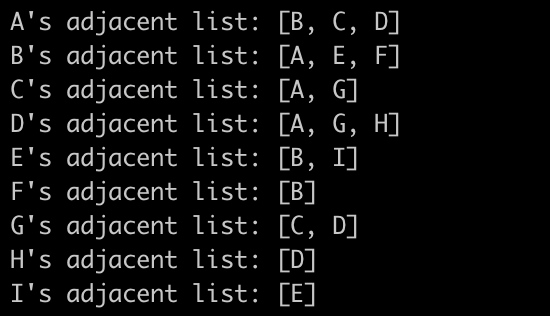 A's adjacent list: [B, C, D]
B's adjacent list: [A, E, F]
C's adjacent list: [A, G]
D's adjacent list: [A, G, H]
E's adjacent list: [B, I]
F's adjacent list: [B]
G's adjacent list: [C, D]
H's adjacent list: [D]
I's adjacent list: [E]